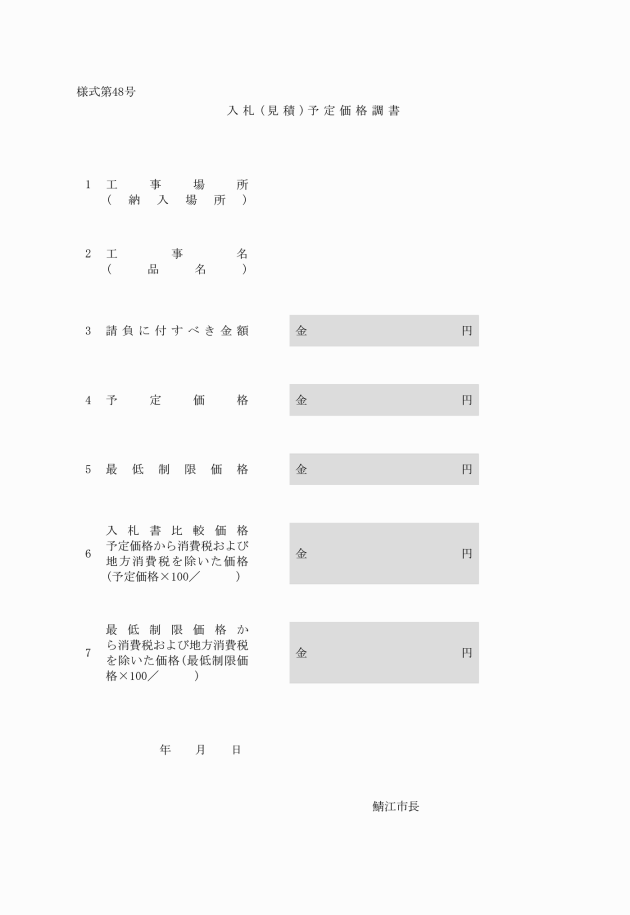 様式第48号
入札(見積)予定価格調書
1 工事場所
(納入場所)
2 工事名
(品名)
3 請負に付すべき金額 金 円
4 予定価格 金 円
5 最低制限価格 金 円
入札書比較価格
予定価格から消費税および
6 地方消費税を除いた価格 金 円
(予定価格×100／ )
最低制限価格か
ら消費税および地方消費税
7 を除いた価格(最低制限価 金 円
格×100／ )
年 月 日
鯖江市長